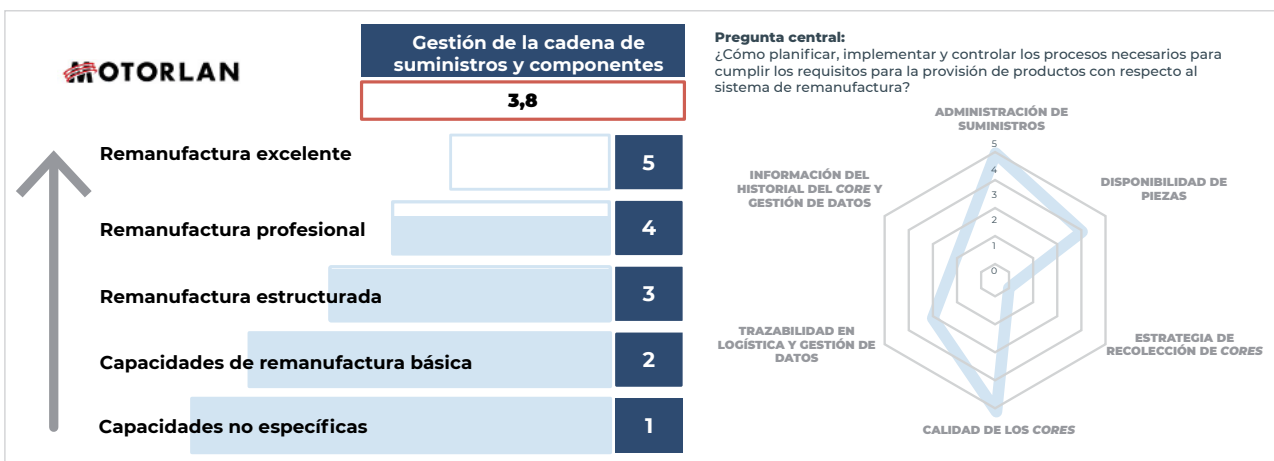 MOTORLAN
Gestión de la cadena de
suministros y componentes
3,8
Remanufactura excelente
5
Remanufactura profesional
4
Remanufactura estructurada
3
Capacidades de remanufactura básica
2
Capacidades no específicas
1
Pregunta central:
¿Cómo planificar, implementar y controlar los procesos necesarios para
cumplir los requisitos para la provisión de productos con respecto al
sistema de remanufactura?
ADMINISTRACIÓN DE
SUMINISTROS
5
4
3
2
1
0
DISPONIBILIDAD DE
PIEZAS
ESTRATEGIA DE
RECOLECCIÓN DE CORES
CALIDAD DE LOS CORES
TRAZABILIDAD EN
LOGÍSTICA Y GESTIÓN DE
DATOS
INFORMACIÓN DEL
HISTORIAL DEL CORE Y
GESTIÓN DE DATOS